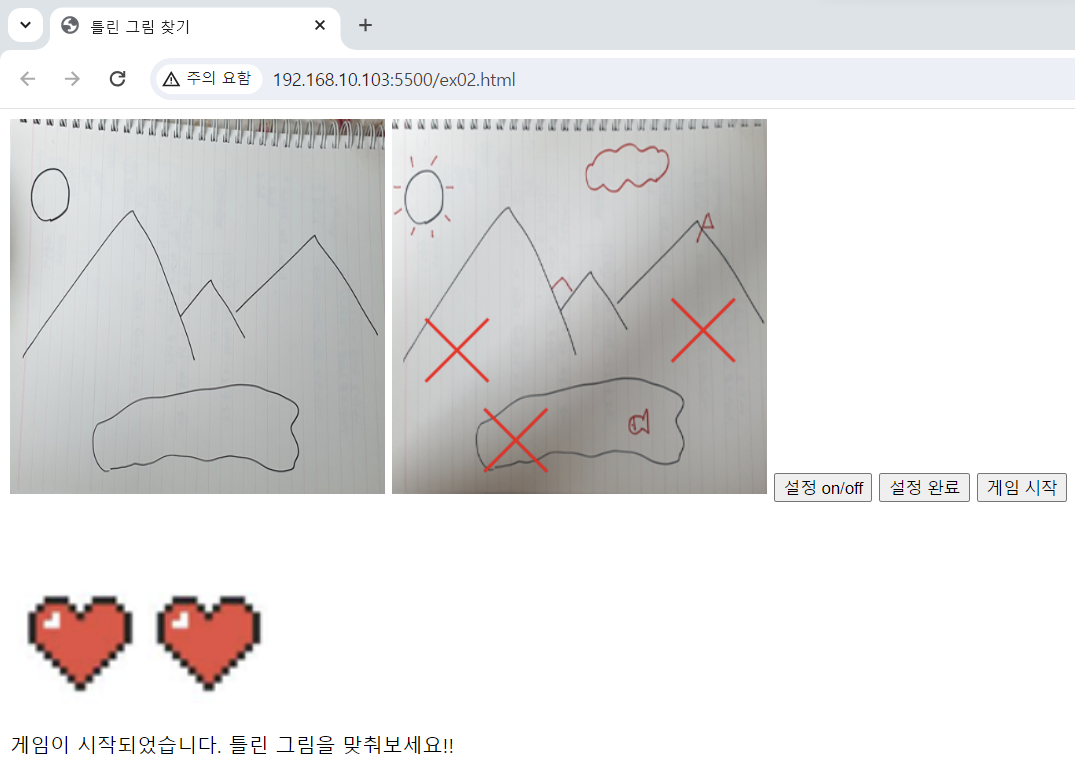 틀린 그림 찾기
주의 요함
192.168.10.103:5500/ex02.html
설정 on/off
설정 완료
게임 시작
게임이 시작되었습니다. 틀린 그림을 맞춰보세요!!